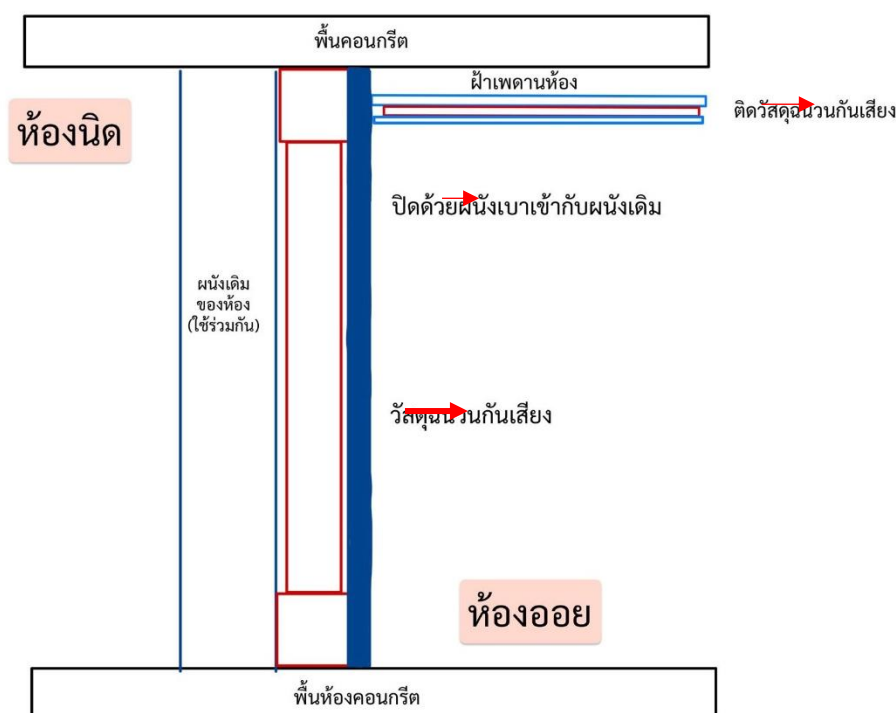 พื้นคอนกรีต
ฝ้าเพดานห้อง
ติดวัสดุฉนวนกันเสียง
ห้องนิด
ปิดด้วยผนังเบาเข้ากับผนังเดิม
ผนังเดิม
ของห้อง
(ใช้ร่วมกัน)
วัสดุฉนวนกันเสียง
ห้องออย
พื้นห้องคอนกรีต